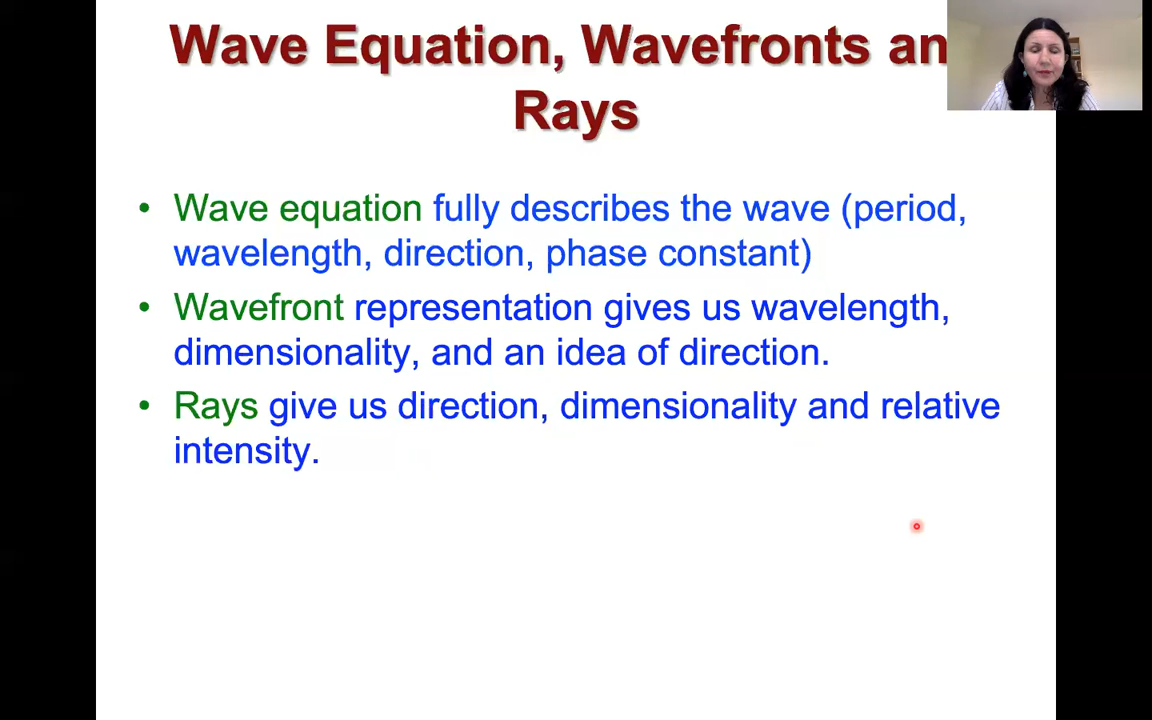 Wave Equation, Wavefronts an
Rays
• Wave equation fully describes the wave (period,
wavelength, direction, phase constant)
• Wavefront representation gives us wavelength,
dimensionality, and an idea of direction.
• Rays give us direction, dimensionality and relative
intensity.